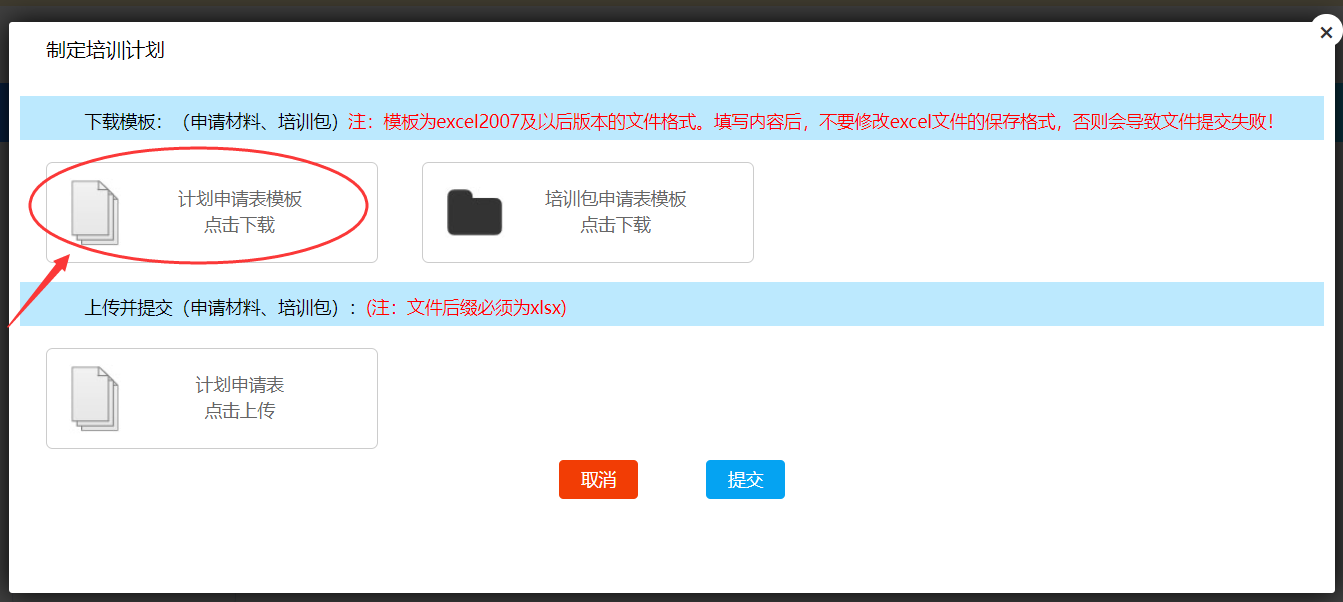 制定培训计划
下载模板：（申请材料、培训包）注：模板为excel2007及以后版本的文件格式。填写内容后，不要修改excel文件的保存格式，否则会导致文件提交失败！
计划申请表模板
点击下载
培训包申请表模板
点击下载
上传并提交（申请材料、培训包）：(注：文件后缀必须为xlsx)
计划申请表
点击上传
取消
提交